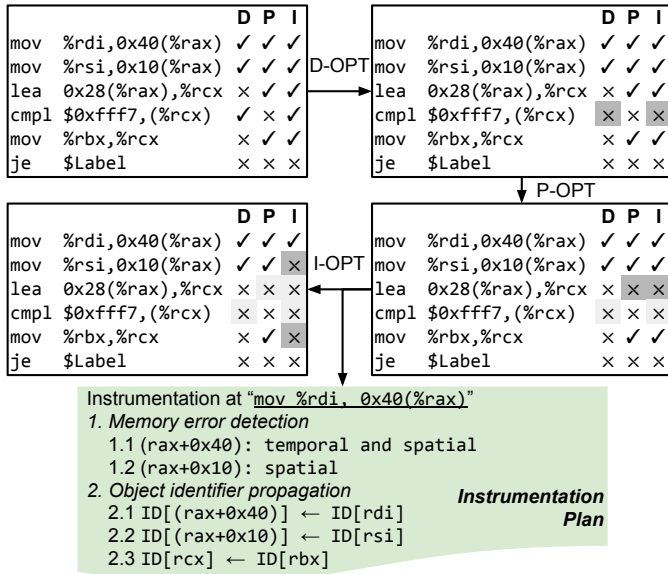 D P I
mov %rdi,0x40(%rax) ✓ ✓ ✓
mov %rsi,0x10(%rax) ✓ ✓ ✓
lea 0x28(%rax),%rcx × ✓ ✓
cmpl $0xfff7,(%rcx) ✓ × ✓
mov %rbx,%rcx × ✓ ✓
je $Label × × ×
D-OPT
D P I
mov %rdi,0x40(%rax) ✓ ✓ ✓
mov %rsi,0x10(%rax) ✓ ✓ ✓
lea 0x28(%rax),%rcx × ✓ ✓
cmpl $0xfff7,(%rcx) × × ×
mov %rbx,%rcx × ✓ ✓
je $Label × × ×
P-OPT
D P I
mov %rdi,0x40(%rax) ✓ ✓ ✓
mov %rsi,0x10(%rax) ✓ ✓ ✓
lea 0x28(%rax),%rcx × × ×
cmpl $0xfff7,(%rcx) × × ×
mov %rbx,%rcx × ✓ ✓
je $Label × × ×
I-OPT
D P I
mov %rdi,0x40(%rax) ✓ ✓ ✓
mov %rsi,0x10(%rax) ✓ ✓ ×
lea 0x28(%rax),%rcx × × ×
cmpl $0xfff7,(%rcx) × × ×
mov %rbx,%rcx × ✓ ×
je $Label × × ×
Instrumentation at “mov %rdi, 0x40(%rax)”
1. Memory error detection
1.1 (rax+0x40): temporal and spatial
1.2 (rax+0x10): spatial
2. Object identifier propagation
2.1 ID[(rax+0x40)] ← ID[rdi]
2.2 ID[(rax+0x10)] ← ID[rsi]
2.3 ID[rcx] ← ID[rbx]
Instrumentation
Plan